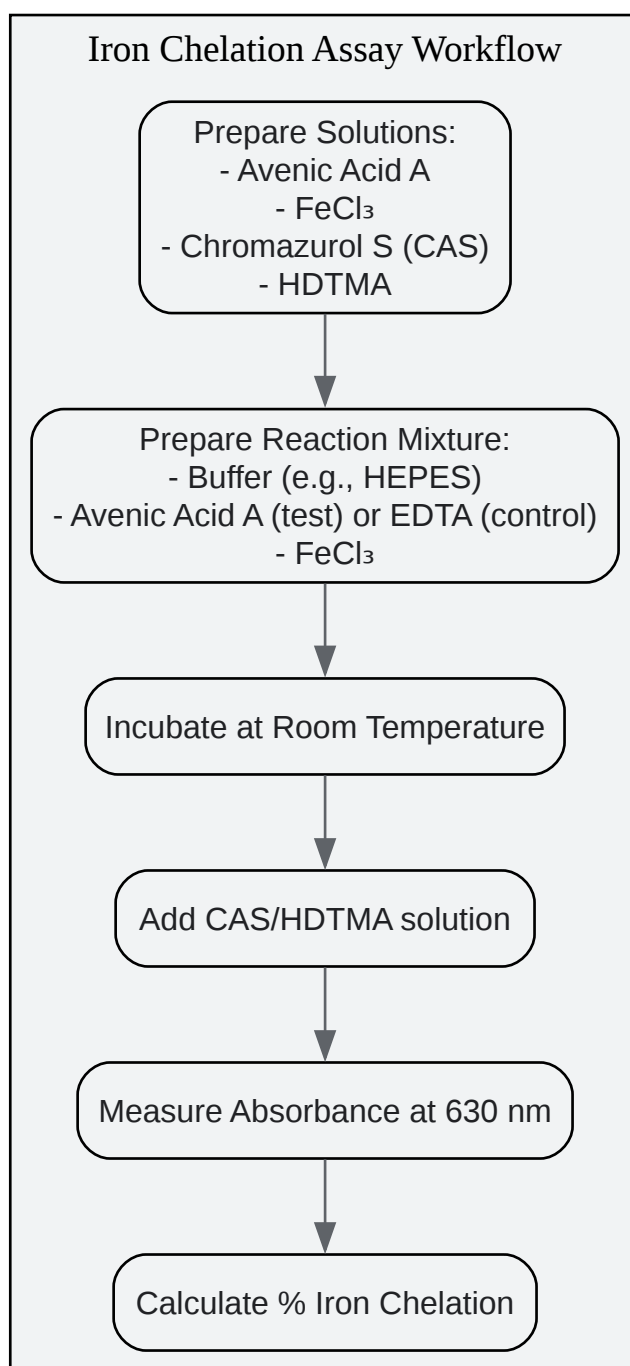 Iron Chelation Assay Workflow
Prepare Solutions:
- Avenic Acid A
- FeCl₃
- Chromazurol S (CAS)
- HDTMA
Prepare Reaction Mixture:
- Buffer (e.g., HEPES)
- Avenic Acid A (test) or EDTA (control)
- FeCl₃
Incubate at Room Temperature
Add CAS/HDTMA solution
Measure Absorbance at 630 nm
Calculate % Iron Chelation